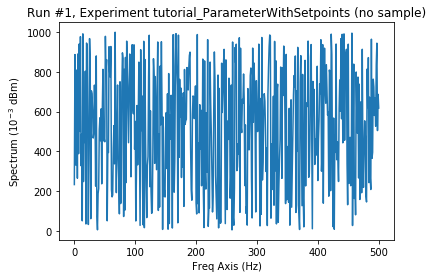 Run #1, Experiment tutorial_ParameterWithSetpoints (no sample)
1000
800
600
400
200
0
Spectrum (10⁻³ dBm)
0 100 200 300 400 500
Freq Axis (Hz)